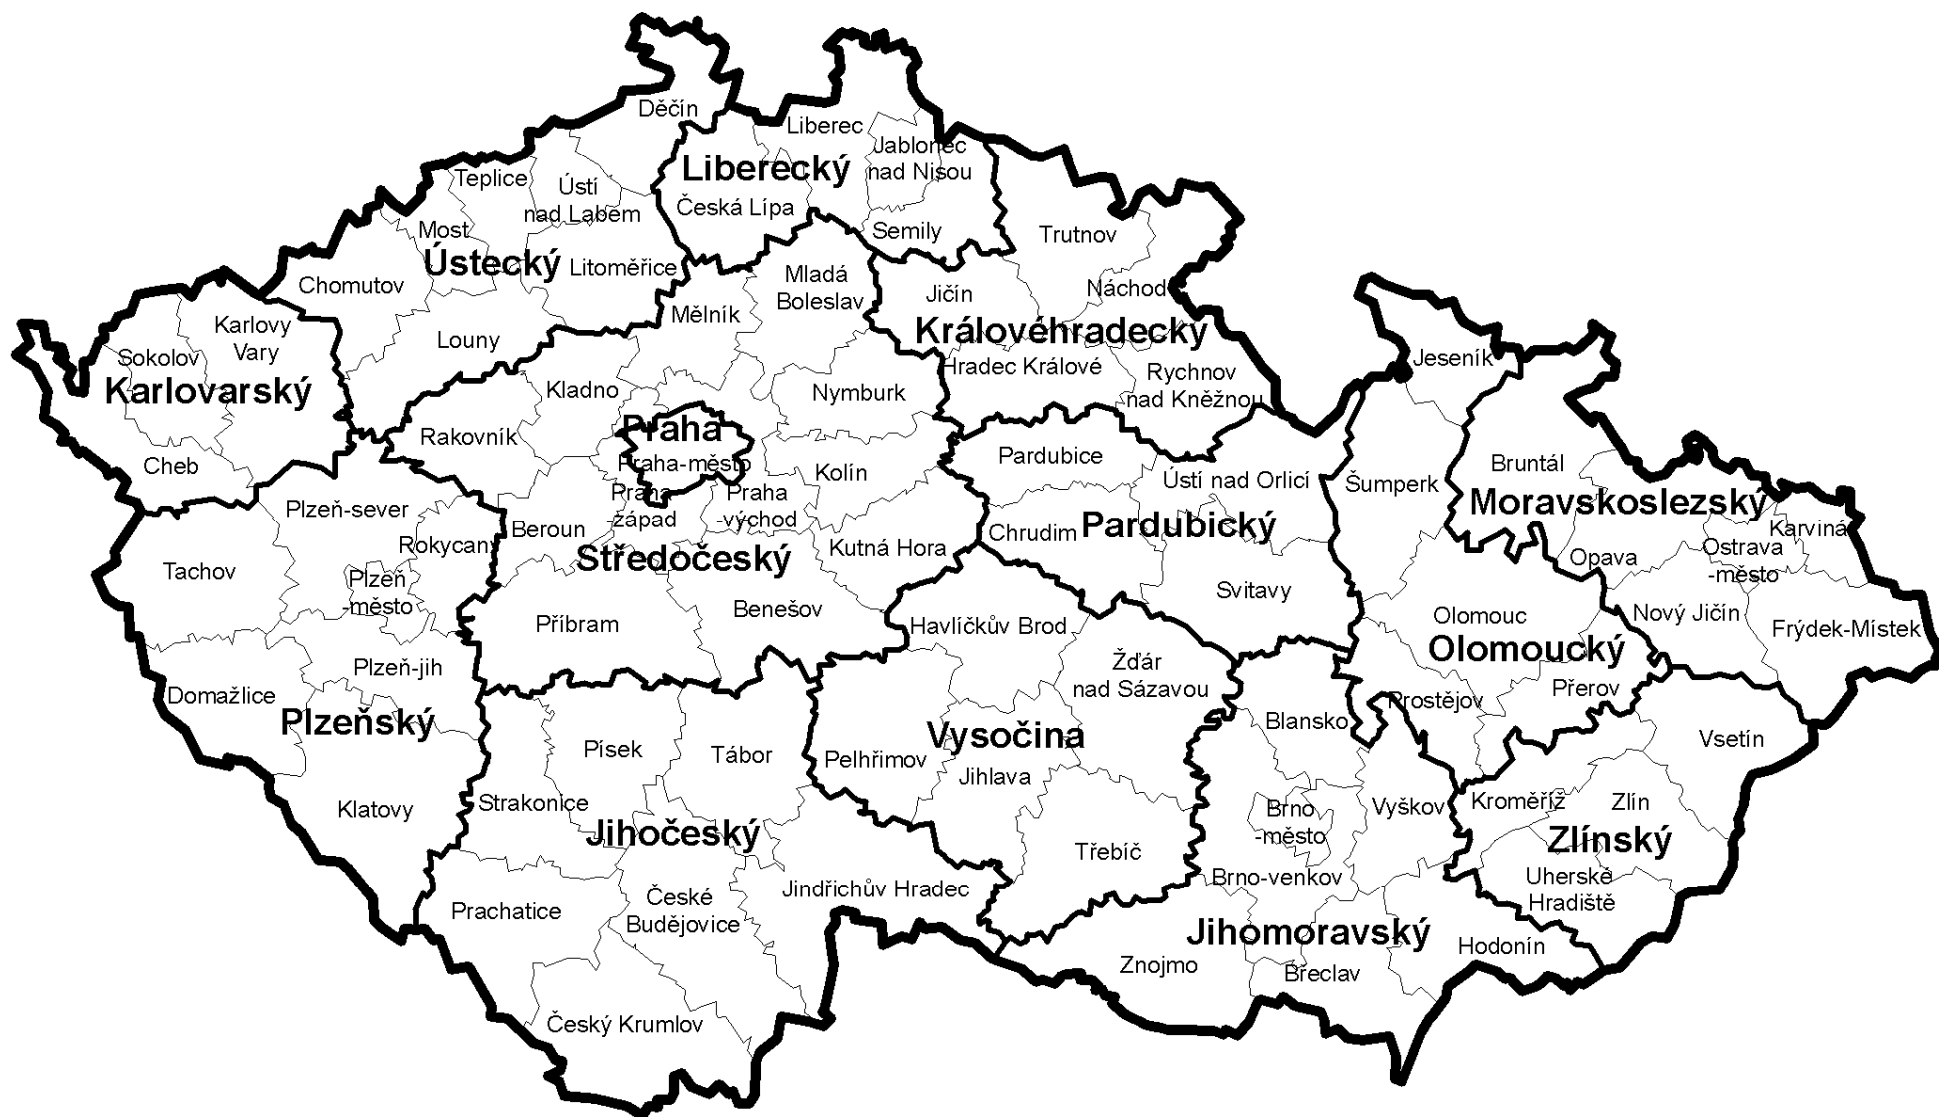 Děčín
Liberec
Jablonec
nad Nisou
Liberecký
Teplice
Ústí
nad Labem
Česká Lípa
Semily
Most
Trutnov
Ústecký
Litoměřice
Chomutov
Mladá
Boleslav
Jičín
Náchod
Mělník
Karlovy
Vary
Královéhradecký
Louny
Sokolov
Jeseník
Hradec Králové
Rychnov
nad Kněžnou
Karlovarský
Kladno
Nymburk
Praha
Rakovník
Pardubice
Cheb
Praha-město
Kolín
Bruntál
Ústí nad Orlicí
Šumperk
Praha
-západ
Praha
-východ
Moravskoslezský
Plzeň-sever
Beroun
Chrudim
Pardubický
Karviná
Rokycany
Kutná Hora
Ostrava
-město
Opava
Středočeský
Tachov
Plzeň
-město
Svitavy
Příbram
Benešov
Havlíčkův Brod
Olomouc
Nový Jičín
Frýdek-Místek
Olomoucký
Plzeň-jih
Žďár
nad Sázavou
Domažlice
Přerov
Prostějov
Plzeňský
Blansko
Vysočina
Vsetín
Písek
Tábor
Pelhřimov
Jihlava
Klatovy
Strakonice
Kroměříž
Zlín
Vyškov
Brno
-město
Jihočeský
Zlínský
Třebíč
Brno-venkov
Uherské
Hradiště
Jindřichův Hradec
České
Budějovice
Prachatice
Jihomoravský
Hodonín
Znojmo
Břeclav
Český Krumlov